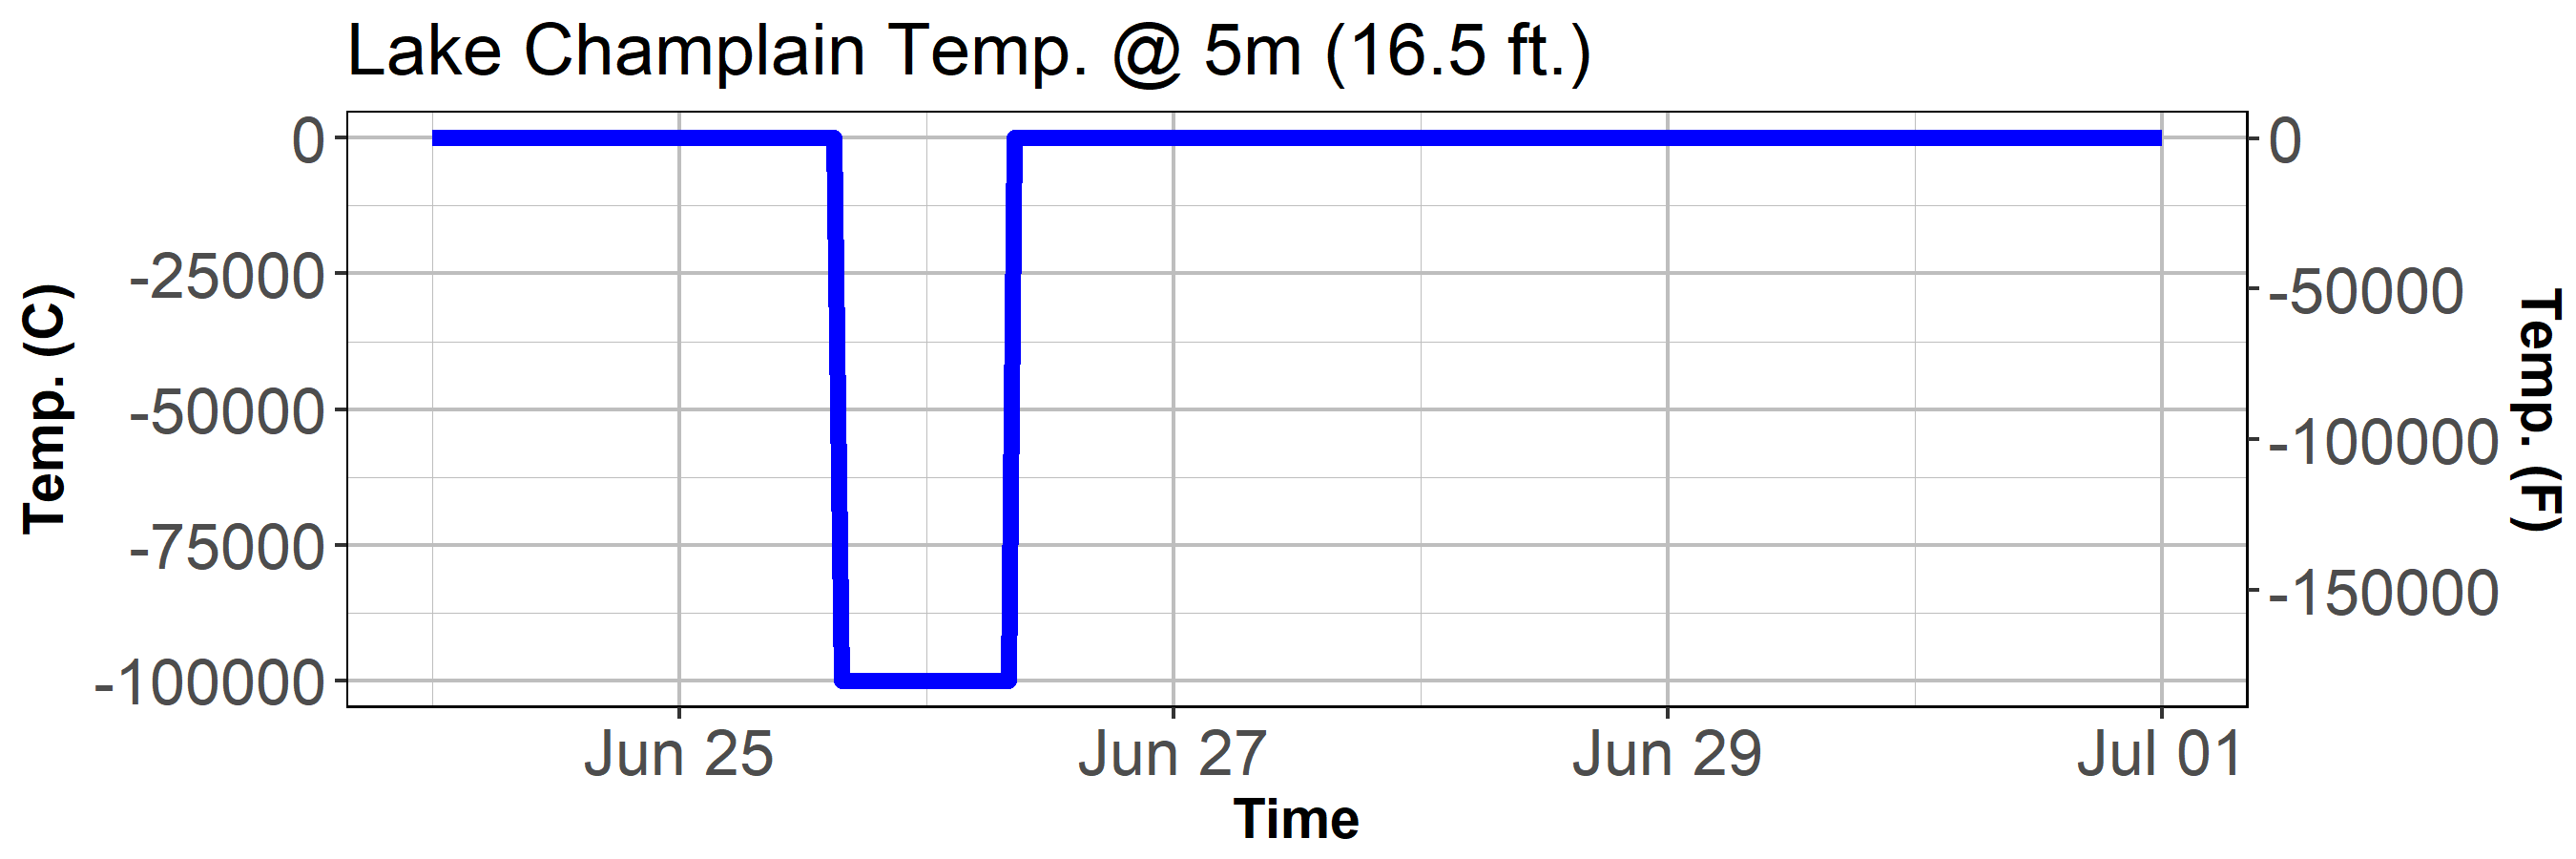 Lake Champlain Temp. @ 5m (16.5 ft.)
Temp. (C)
0
-25000
-50000
-75000
-100000
0
-50000
-100000
-150000
Temp. (F)
Jun 25
Jun 27
Jun 29
Jul 01
Time